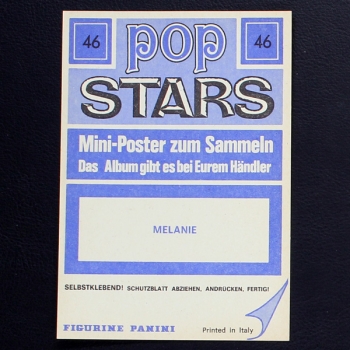 46 pop 46
STARS
Mini-Poster zum Sammeln
Das Album gibt es bei Eurem Händler
MELANIE
SELBSTKLEBEND! SCHUTZBLATT ABZIEHEN, ANDRÜCKEN, FERTIG!
FIGURINE PANINI Printed in Italy